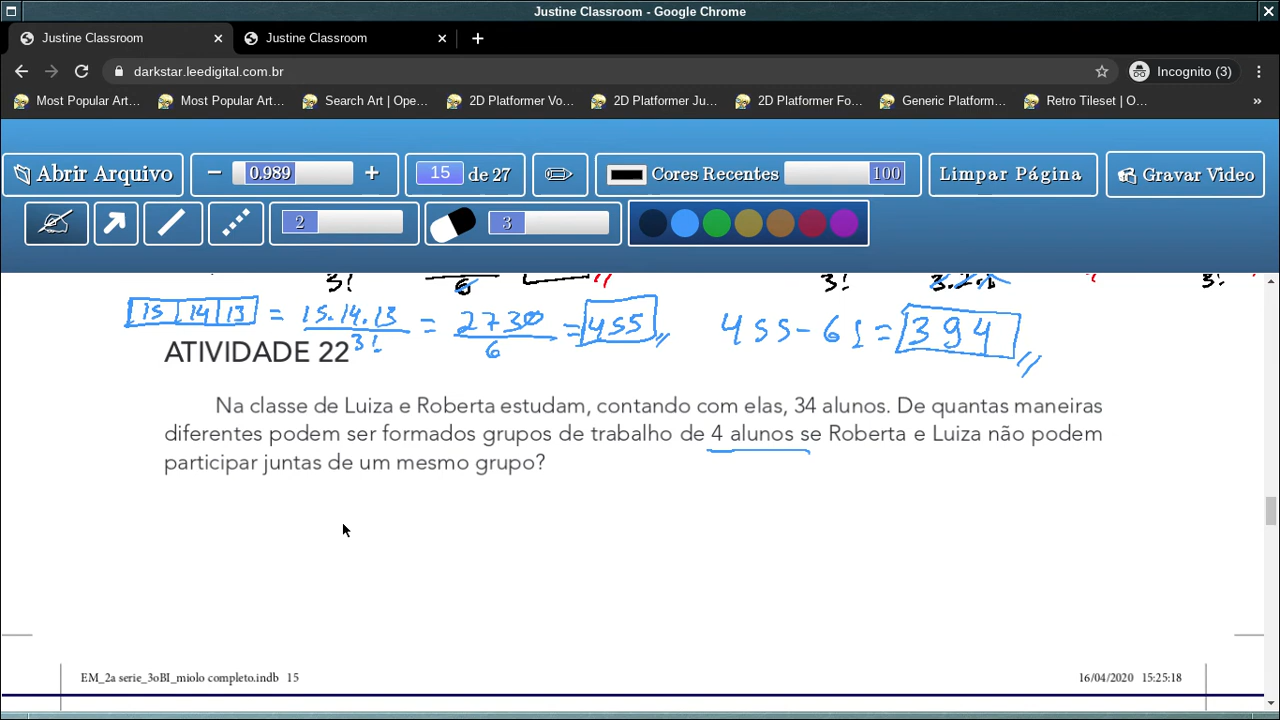 Justine Classroom - Google Chrome
Justine Classroom
Justine Classroom
darkstar.leedigital.com.br
Incognito (3)
Most Popular Art...
Most Popular Art...
Search Art | Ope...
2D Platformer Vo...
2D Platformer Ju...
2D Platformer Fo...
Generic Platform...
Retro Tileset | O...
Abrir Arquivo
− 0.989 +
15 de 27
Cores Recentes 100
Limpar Página
Gravar Video
2
3
3!
6
3!
3!
15 14 13 = 15.14.13 / 3! = 2730 / 6 = 455 455 - 61 = 394
ATIVIDADE 22
Na classe de Luiza e Roberta estudam, contando com elas, 34 alunos. De quantas maneiras
diferentes podem ser formados grupos de trabalho de 4 alunos se Roberta e Luiza não podem
participar juntas de um mesmo grupo?
EM_2a serie_3oBI_miolo completo.indb 15
16/04/2020 15:25:18